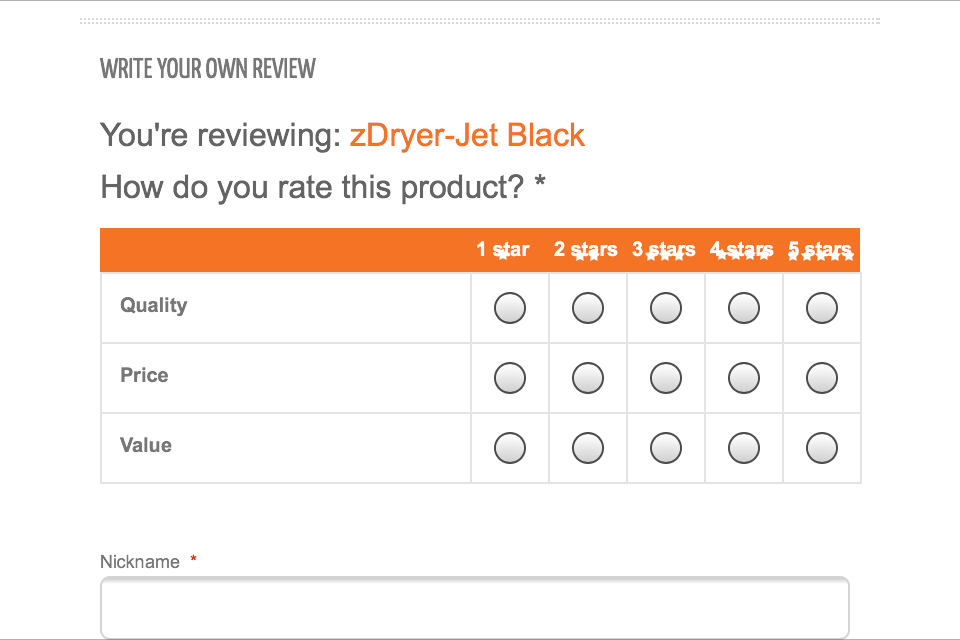 WRITE YOUR OWN REVIEW
You're reviewing: zDryer-Jet Black
How do you rate this product? *
1 star 2 stars 3 stars 4 stars 5 stars
Quality
Price
Value
Nickname *